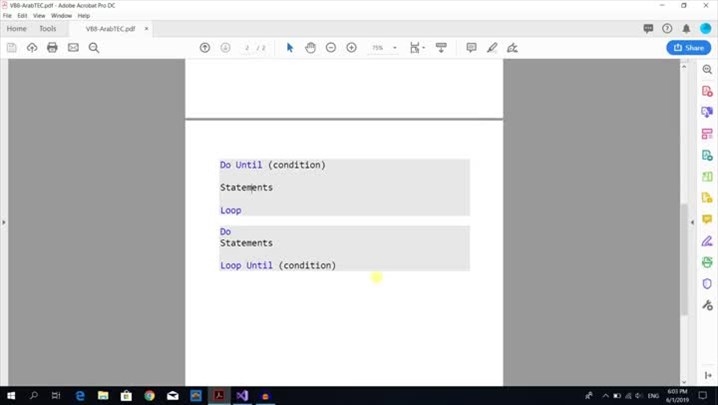 VB8-ArabTEC.pdf - Adobe Acrobat Pro DC
File Edit View Window Help
Home Tools VB8-ArabTEC.pdf ×
2 / 2 75% Share
Do Until (condition)
Statements
Loop
Do
Statements
Loop Until (condition)
ENG 6:03 PM
6/1/2019